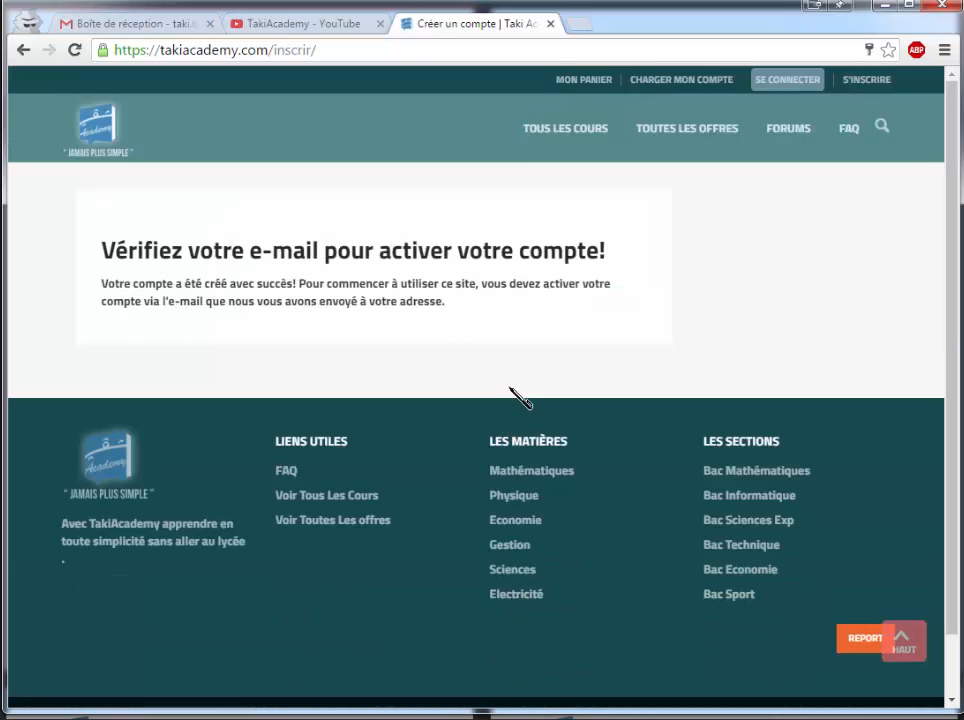 Boîte de réception - taki.t
TakiAcademy - YouTube
Créer un compte | Taki Ac
https://takiacademy.com/inscrir/
ABP
MON PANIER
CHARGER MON COMPTE
SE CONNECTER
S'INSCRIRE
Academy
" JAMAIS PLUS SIMPLE "
TOUS LES COURS
TOUTES LES OFFRES
FORUMS
FAQ
Vérifiez votre e-mail pour activer votre compte!
Votre compte a été créé avec succès! Pour commencer à utiliser ce site, vous devez activer votre
compte via l'e-mail que nous vous avons envoyé à votre adresse.
Academy
" JAMAIS PLUS SIMPLE "
Avec TakiAcademy apprendre en
toute simplicité sans aller au lycée
.
LIENS UTILES
FAQ
Voir Tous Les Cours
Voir Toutes Les offres
LES MATIÈRES
Mathématiques
Physique
Economie
Gestion
Sciences
Electricité
LES SECTIONS
Bac Mathématiques
Bac Informatique
Bac Sciences Exp
Bac Technique
Bac Economie
Bac Sport
REPORT
HAUT